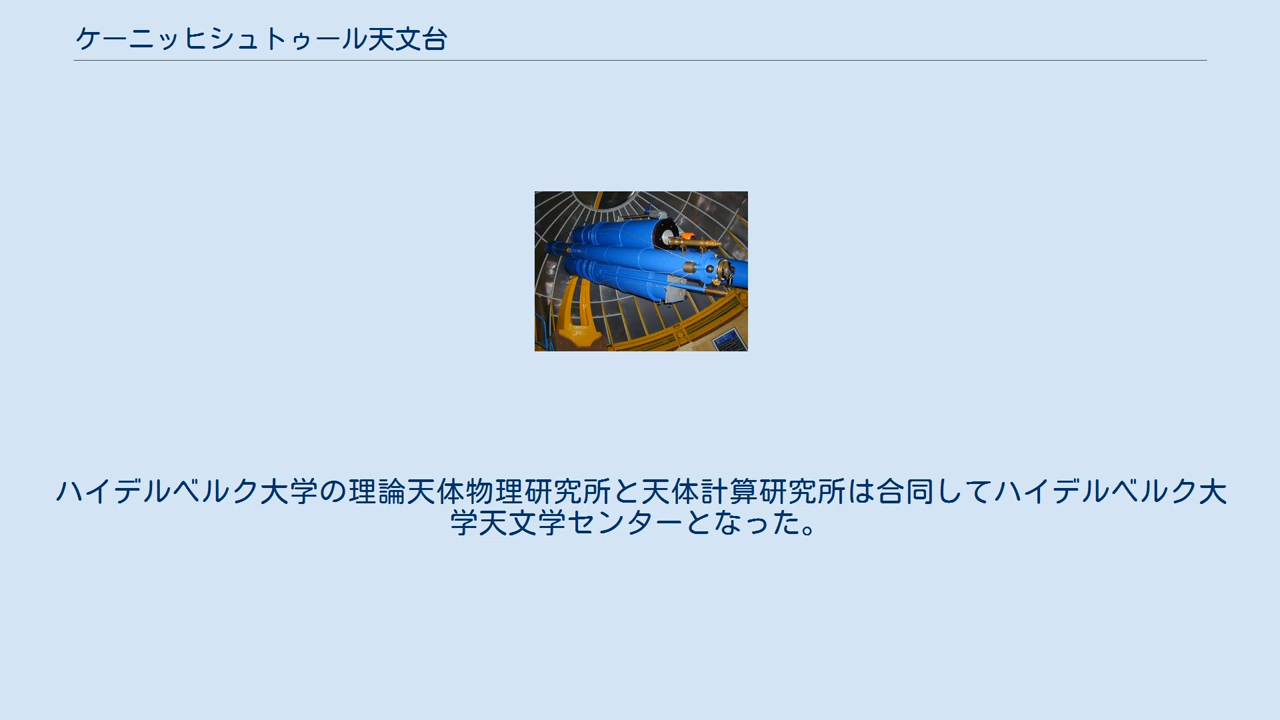 ケーニッヒシュトゥール天文台
ハイデルベルク大学の理論天体物理研究所と天体計算研究所は合同してハイデルベルク大
学天文学センターとなった。